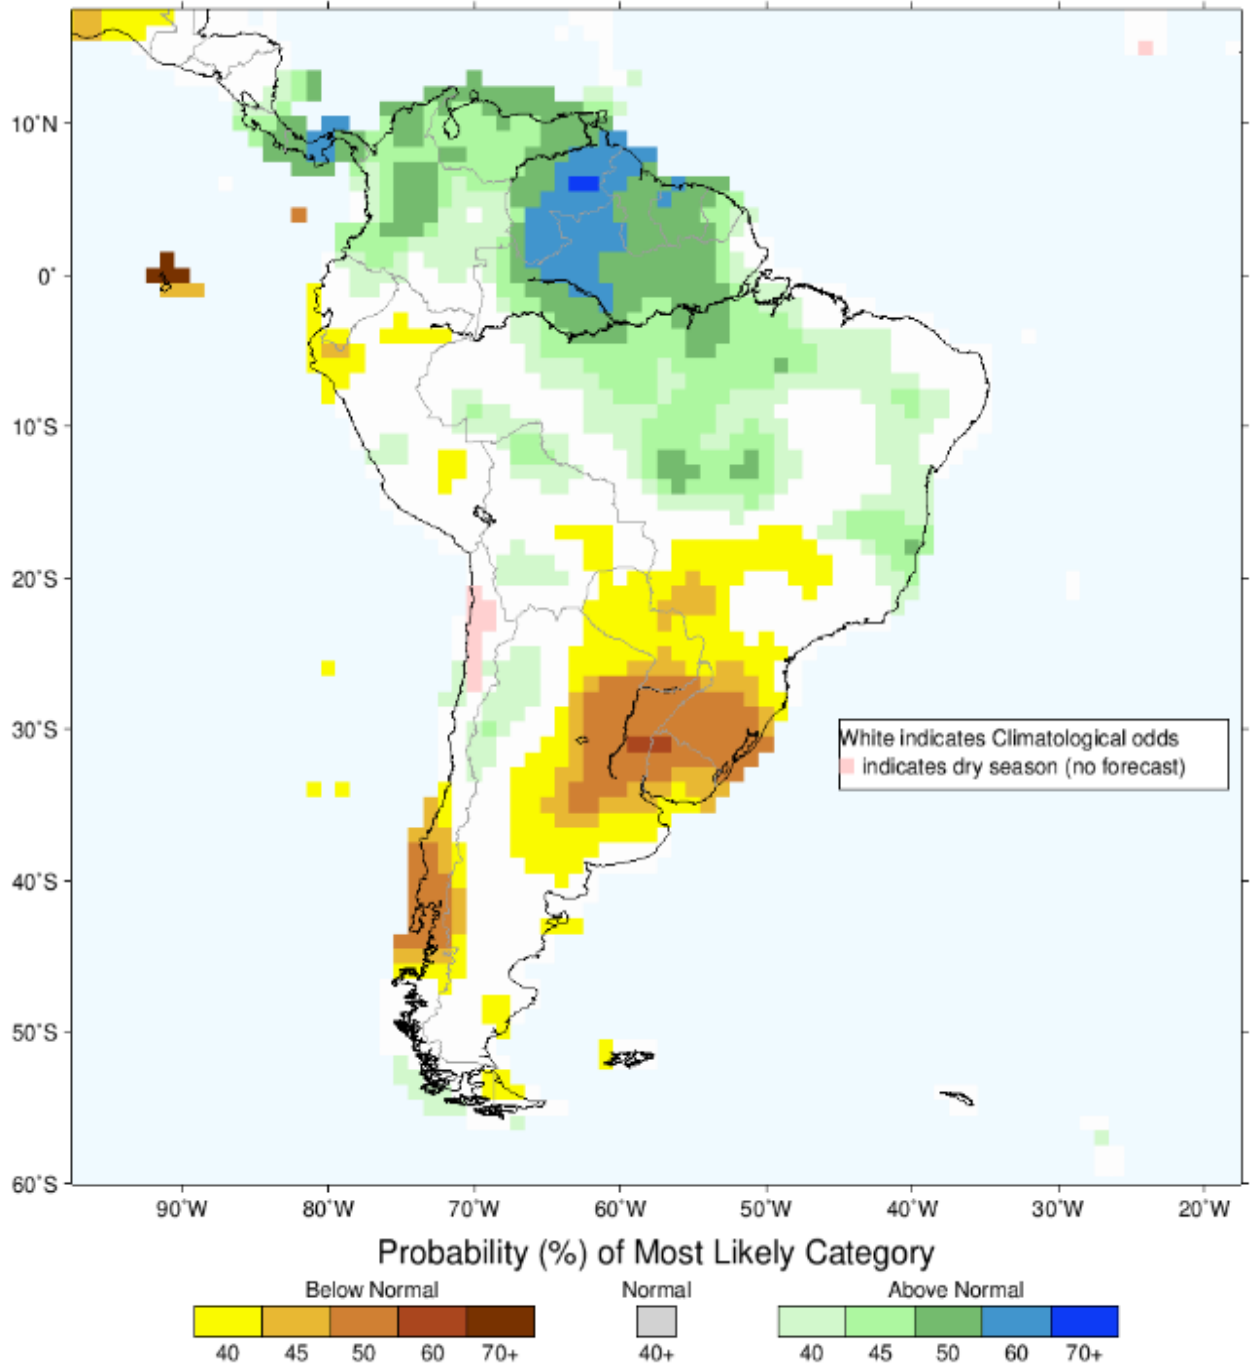 10°N
0°
10°S
20°S
30°S
40°S
50°S
60°S
White indicates Climatological odds
indicates dry season (no forecast)
90°W 80°W 70°W 60°W 50°W 40°W 30°W 20°W
Probability (%) of Most Likely Category
Below Normal Normal Above Normal
40 45 50 60 70+ 40+ 40 45 50 60 70+